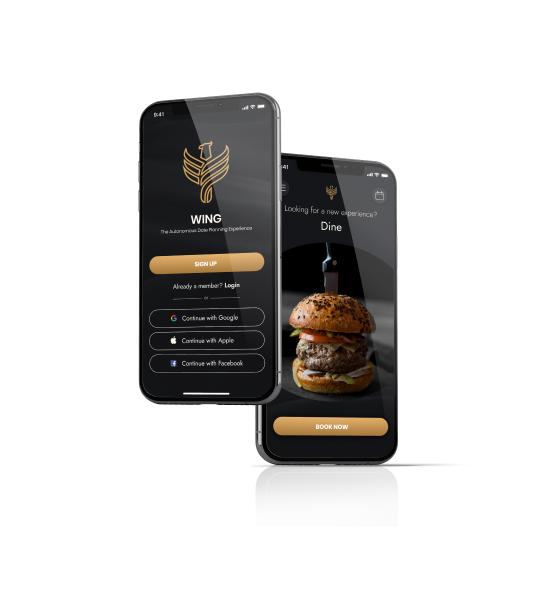 9:41
WING
The Autonomous Date Planning Experience
SIGN UP
Already a member? Login
or
Continue with Google
Continue with Apple
Continue with Facebook
:41
Looking for a new experience?
Dine
BOOK NOW